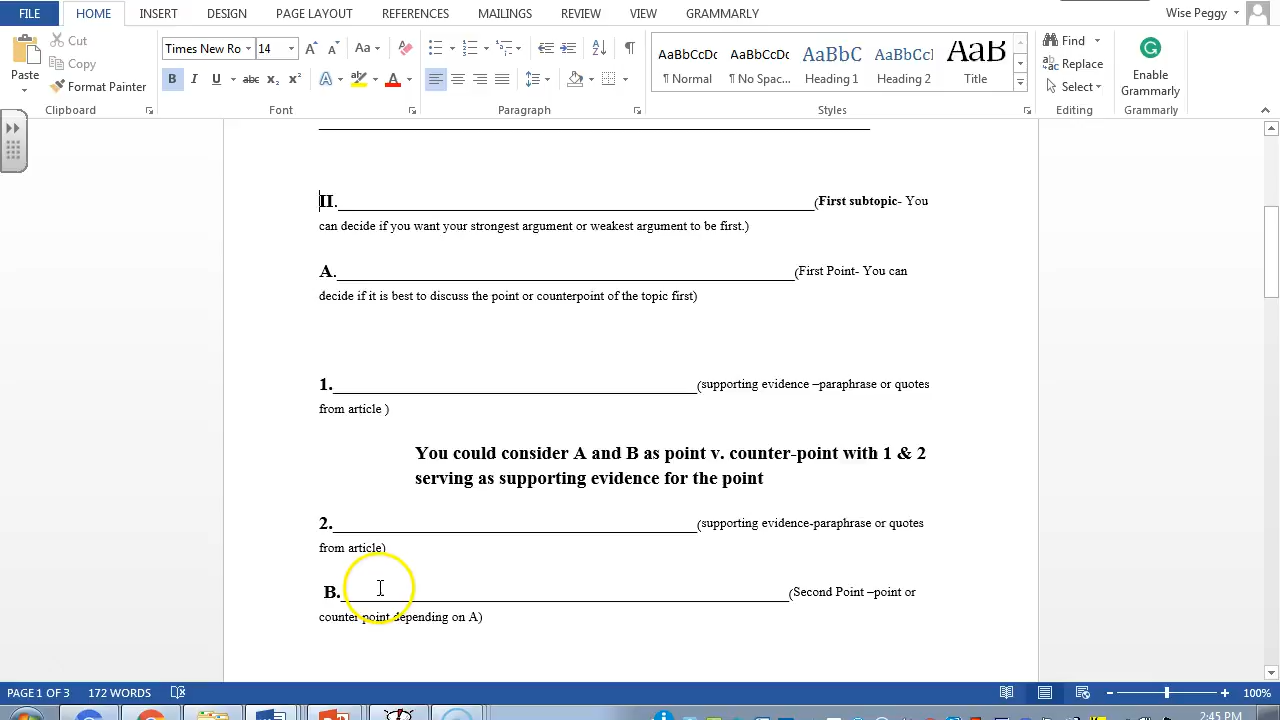 FILE HOME INSERT DESIGN PAGE LAYOUT REFERENCES MAILINGS REVIEW VIEW GRAMMARLY Wise Peggy
Paste
Cut
Copy
Format Painter
Clipboard
Times New Ro 14
Aa
B I U abc X₂ X²
A A
Font
Paragraph
AaBbCcDc AaBbCcDc AaBbC AaBbCc AaB
¶ Normal ¶ No Spac... Heading 1 Heading 2 Title
Styles
Find
Replace
Select
Editing
Enable
Grammarly
Grammarly
II.(First subtopic- You
can decide if you want your strongest argument or weakest argument to be first.)
A.(First Point- You can
decide if it is best to discuss the point or counterpoint of the topic first)
1.(supporting evidence –paraphrase or quotes
from article )
You could consider A and B as point v. counter-point with 1 & 2
serving as supporting evidence for the point
2.(supporting evidence-paraphrase or quotes
from article)
B.(Second Point –point or
counter point depending on A)
PAGE 1 OF 3 172 WORDS 100%
2:45 PM